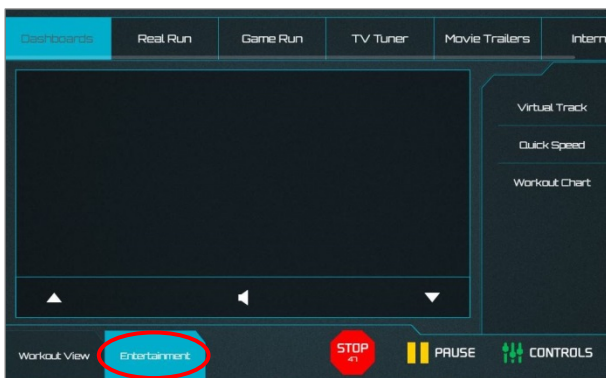 Dashboards
Real Run
Game Run
TV Tuner
Movie Trailers
Intern
Virtual Track
Quick Speed
Workout Chart
Workout View
Entertainment
STOP
PAUSE
CONTROLS